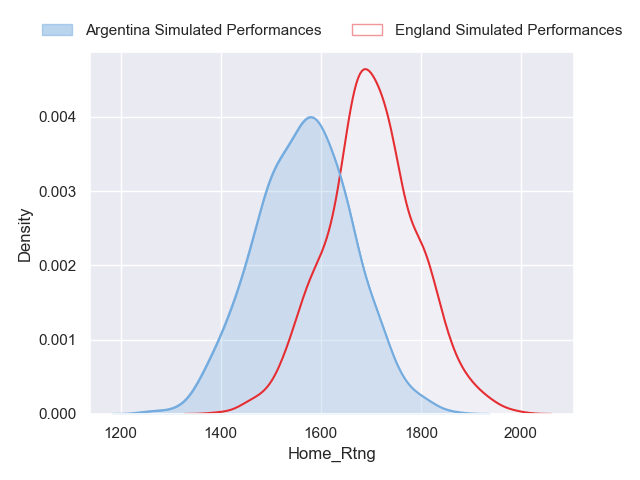 Argentina Simulated Performances England Simulated Performances
0.004
0.003
0.002
0.001
0.000
Density
1200 1400 1600 1800 2000
Home_Rtng